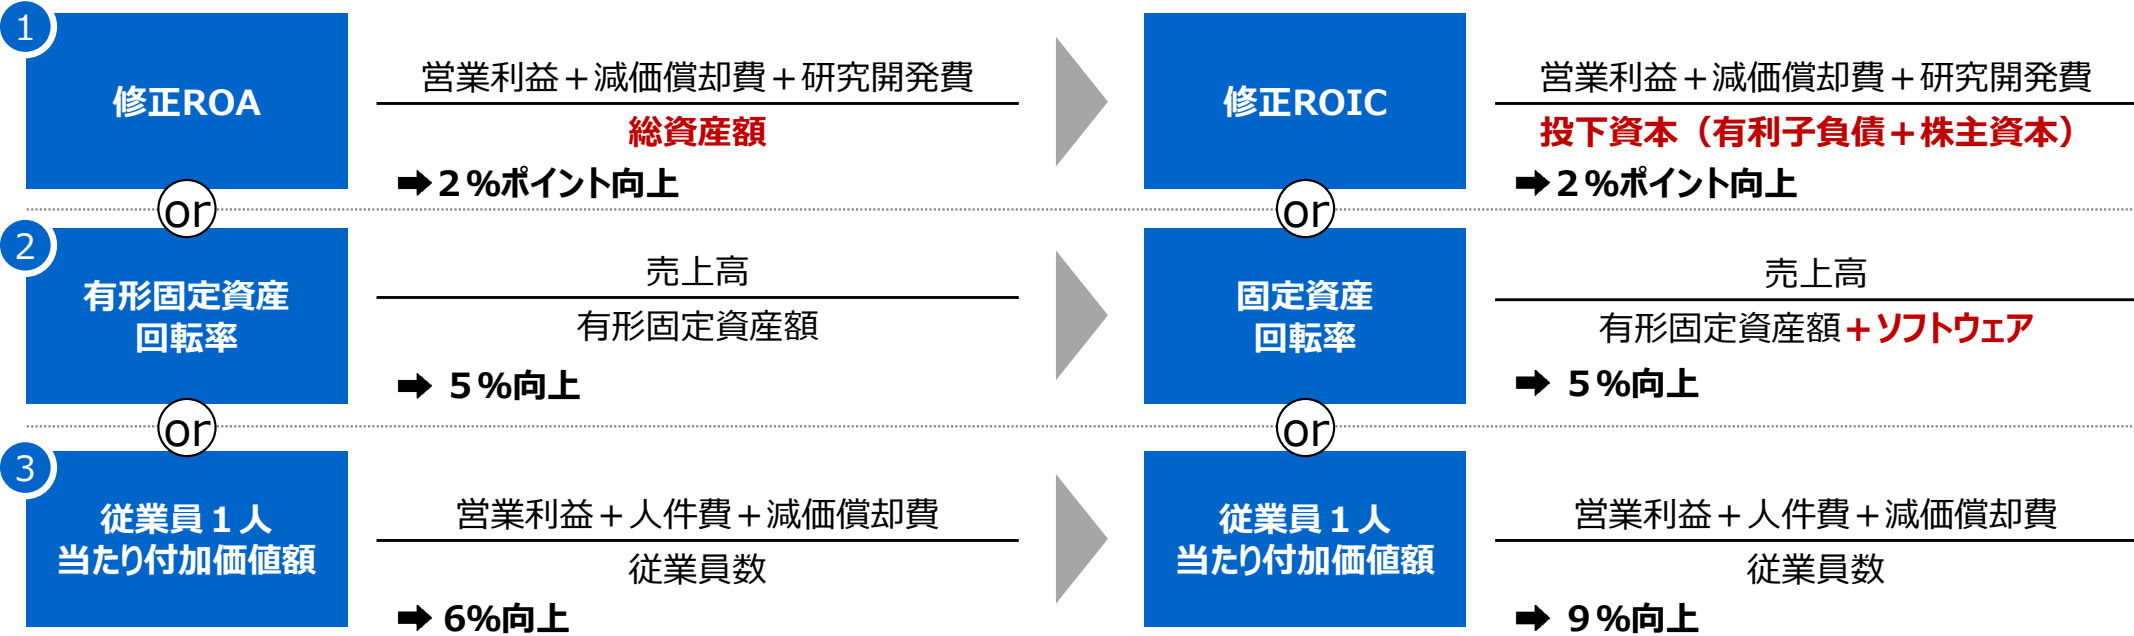 1
修正ROA
営業利益＋減価償却費＋研究開発費
総資産額
➡２％ポイント向上
修正ROIC
営業利益＋減価償却費＋研究開発費
投下資本（有利子負債＋株主資本）
➡２％ポイント向上
or
or
2
有形固定資産
回転率
売上高
有形固定資産額
➡ ５％向上
固定資産
回転率
売上高
有形固定資産額＋ソフトウェア
➡ ５％向上
or
or
3
従業員１人
当たり付加価値額
営業利益＋人件費＋減価償却費
従業員数
➡ 6%向上
従業員１人
当たり付加価値額
営業利益＋人件費＋減価償却費
従業員数
➡ ９％向上